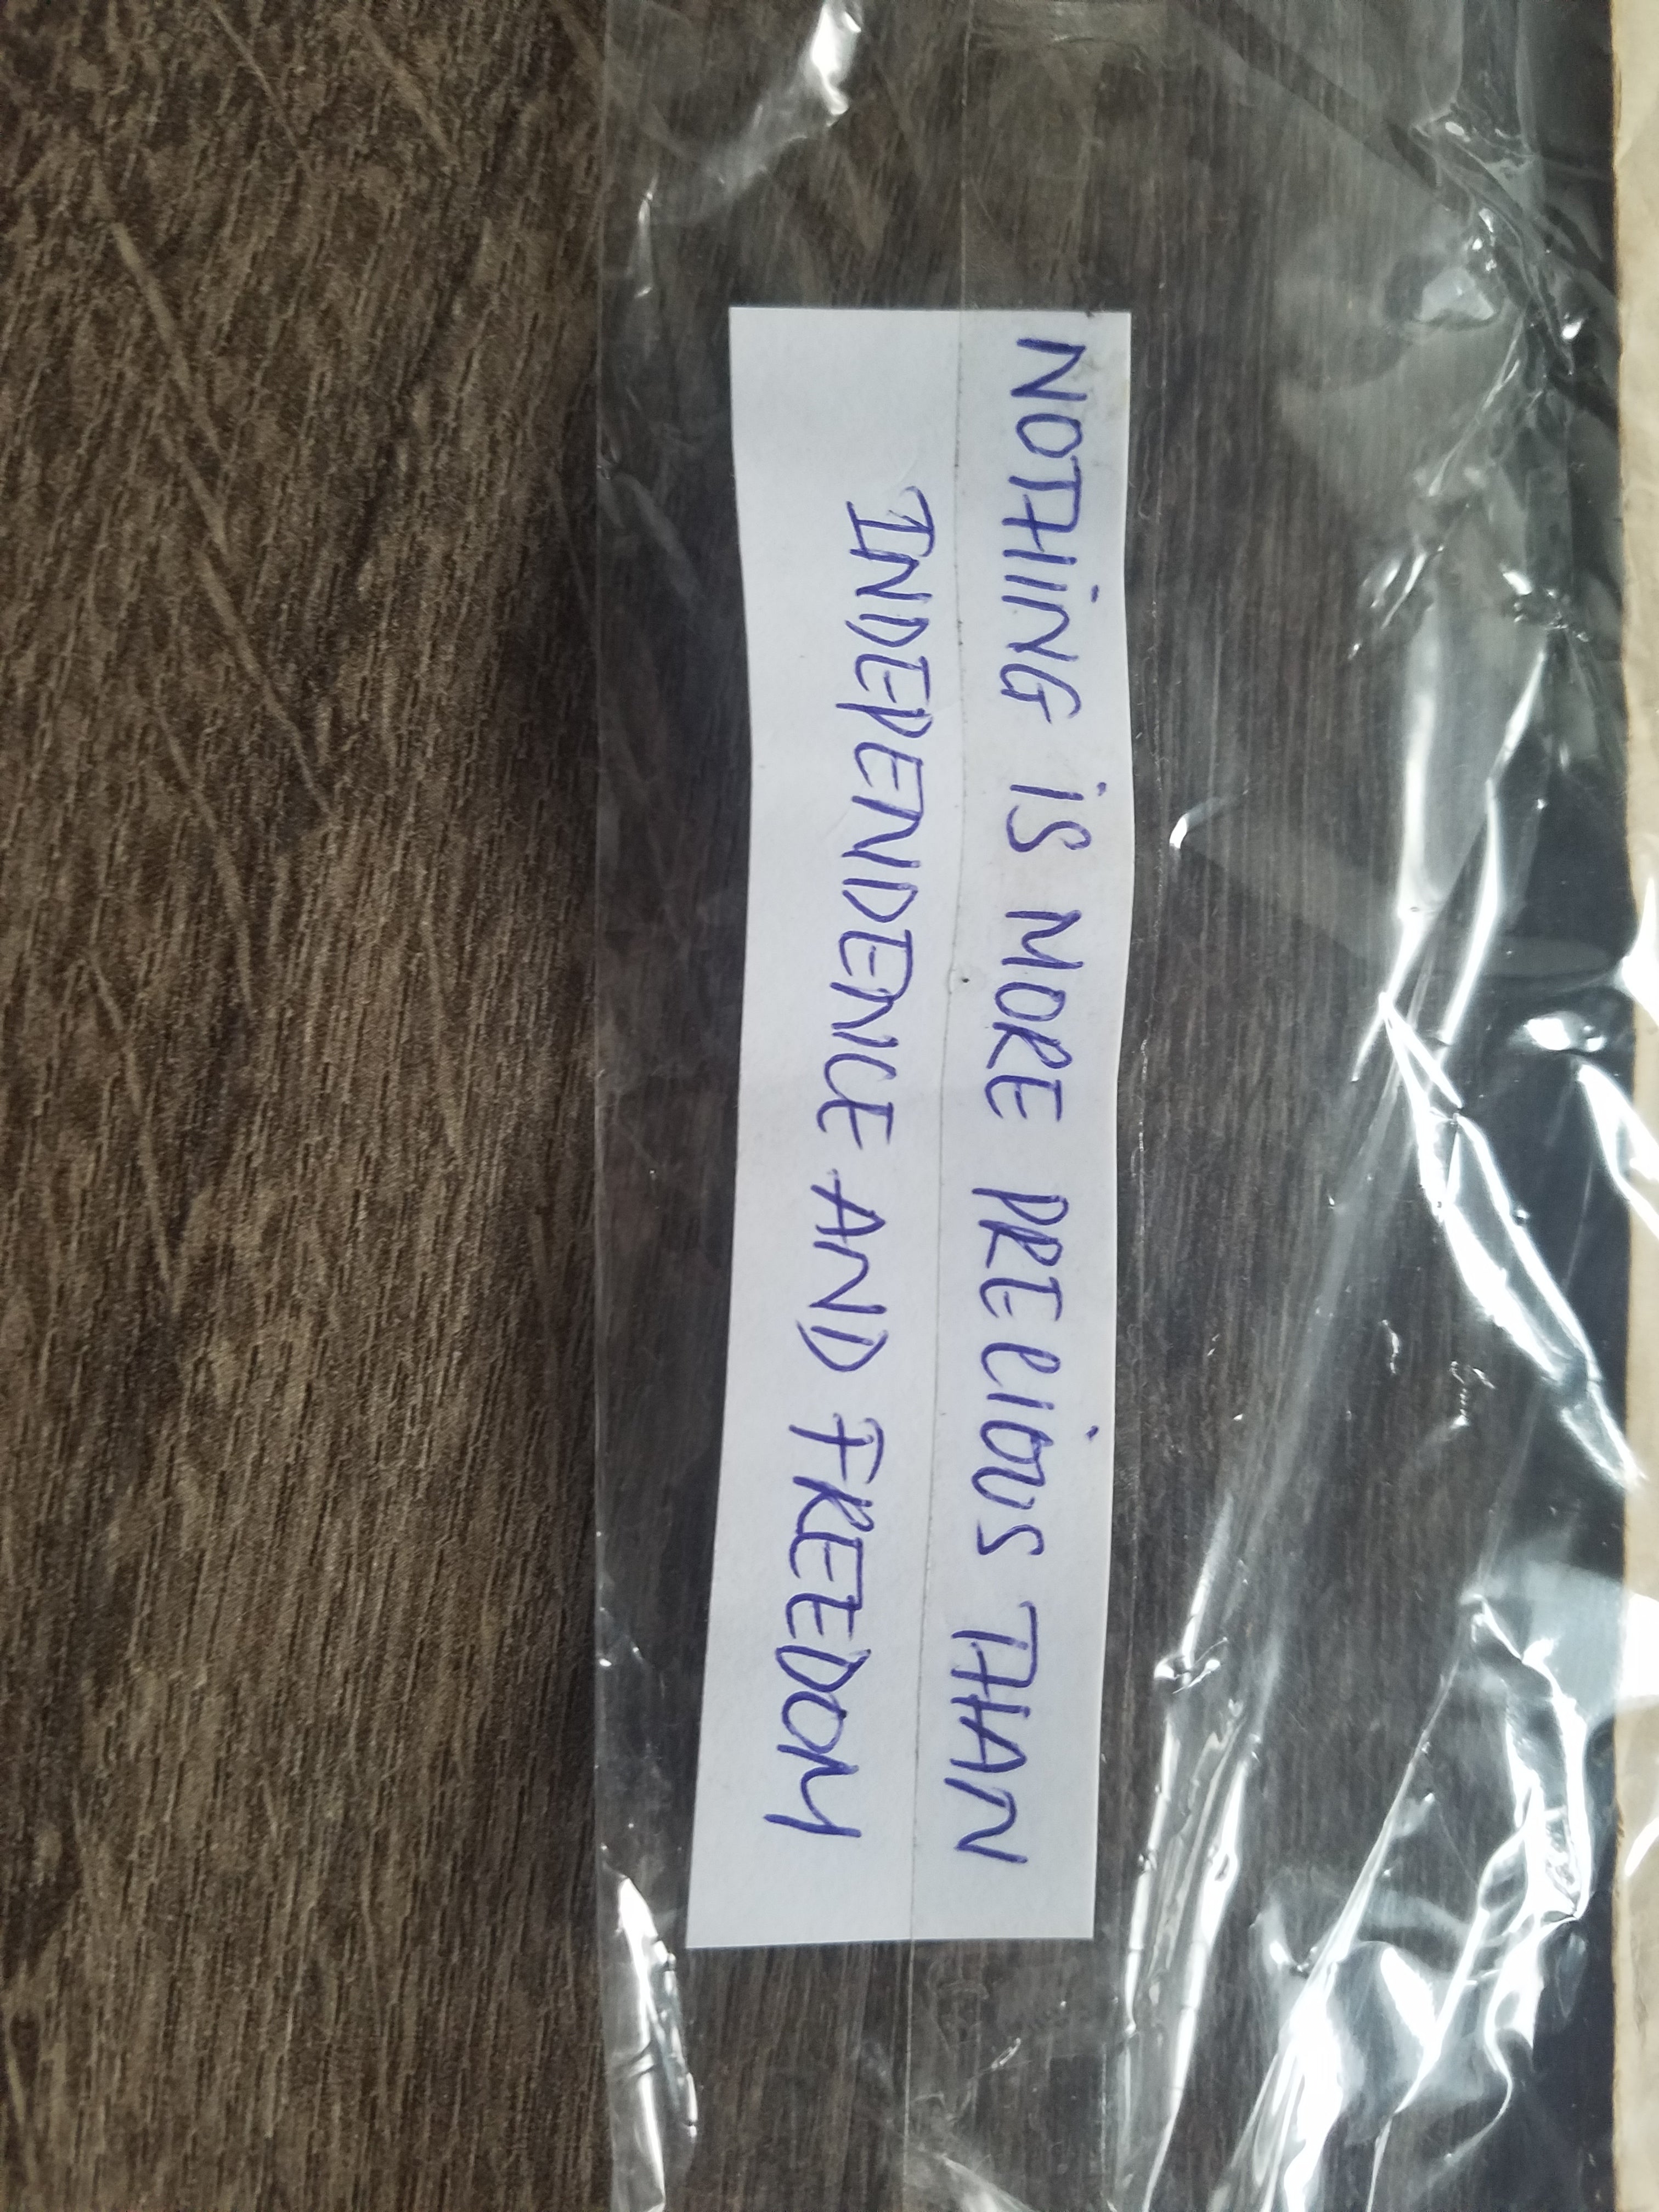 NOTHiNG iS MORE PRECiOUS THAN
INDEPENDENCE AND FREEDOM